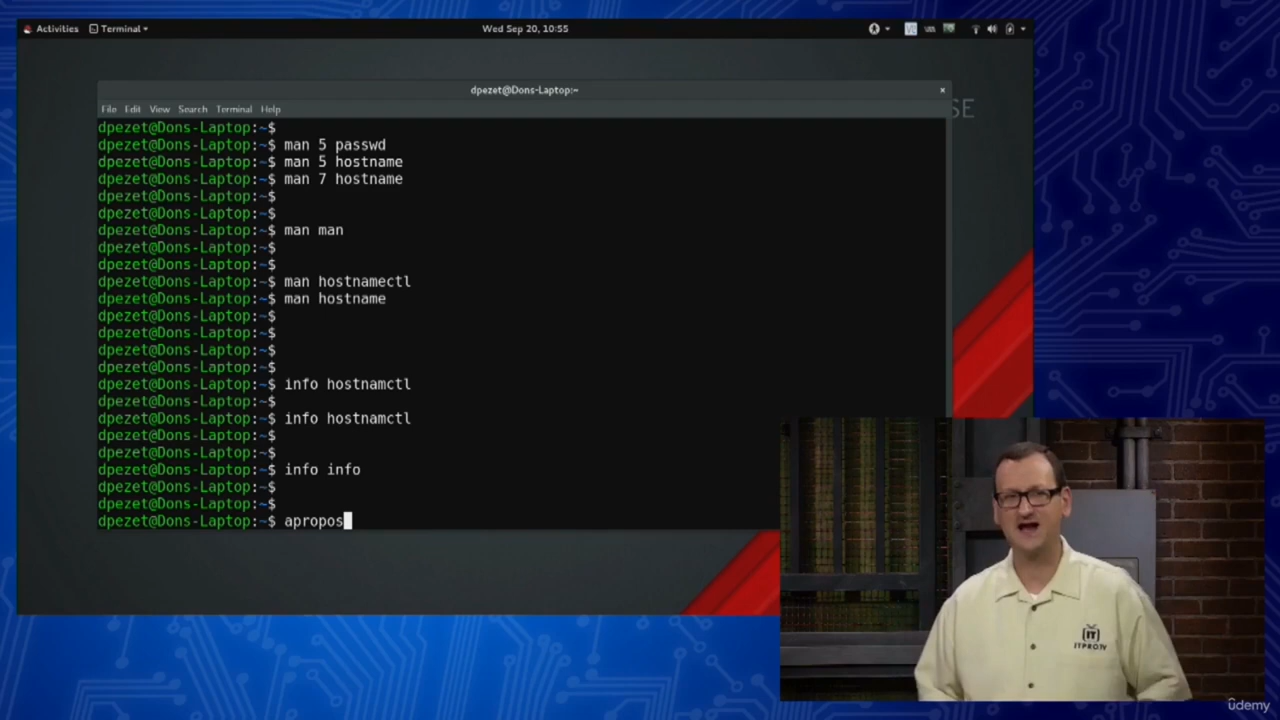 Activities Terminal Wed Sep 20, 10:55
dpezet@Dons-Laptop:~ ×
File Edit View Search Terminal Help
SE
dpezet@Dons-Laptop:~$
dpezet@Dons-Laptop:~$ man 5 passwd
dpezet@Dons-Laptop:~$ man 5 hostname
dpezet@Dons-Laptop:~$ man 7 hostname
dpezet@Dons-Laptop:~$
dpezet@Dons-Laptop:~$
dpezet@Dons-Laptop:~$ man man
dpezet@Dons-Laptop:~$
dpezet@Dons-Laptop:~$
dpezet@Dons-Laptop:~$ man hostnamectl
dpezet@Dons-Laptop:~$ man hostname
dpezet@Dons-Laptop:~$
dpezet@Dons-Laptop:~$
dpezet@Dons-Laptop:~$
dpezet@Dons-Laptop:~$
dpezet@Dons-Laptop:~$ info hostnamctl
dpezet@Dons-Laptop:~$
dpezet@Dons-Laptop:~$ info hostnamctl
dpezet@Dons-Laptop:~$
dpezet@Dons-Laptop:~$
dpezet@Dons-Laptop:~$ info info
dpezet@Dons-Laptop:~$
dpezet@Dons-Laptop:~$
dpezet@Dons-Laptop:~$ apropos
IT
ITPRO.TV
ûdemy